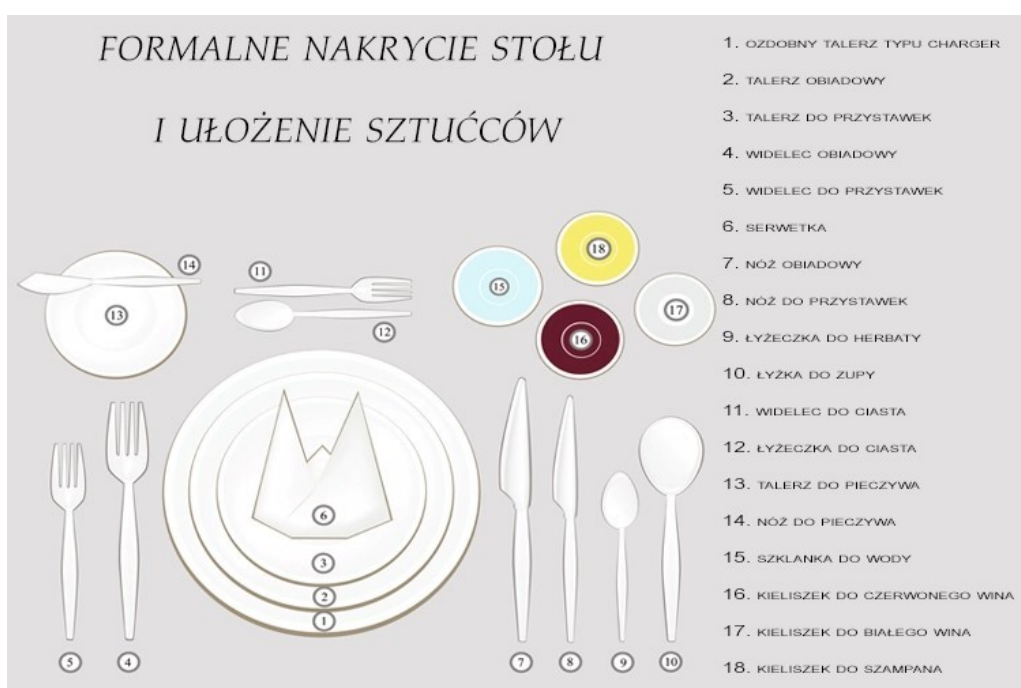 FORMALNE NAKRYCIE STOŁU
I UŁOŻENIE SZTUĆCÓW
1. OZDOBNY TALERZ TYPU CHARGER
2. TALERZ OBIADOWY
3. TALERZ DO PRZYSTAWEK
4. WIDELEC OBIADOWY
5. WIDELEC DO PRZYSTAWEK
6. SERWETKA
7. NÓŻ OBIADOWY
8. NÓŻ DO PRZYSTAWEK
9. ŁYŻECZKA DO HERBATY
10. ŁYŻKA DO ZUPY
11. WIDELEC DO CIASTA
12. ŁYŻECZKA DO CIASTA
13. TALERZ DO PIECZYWA
14. NÓŻ DO PIECZYWA
15. SZKLANKA DO WODY
16. KIELISZEK DO CZERWONEGO WINA
17. KIELISZEK DO BIAŁEGO WINA
18. KIELISZEK DO SZAMPANA
14
13
11
12
15
18
16
17
6
3
2
1
5
4
7
8
9
10